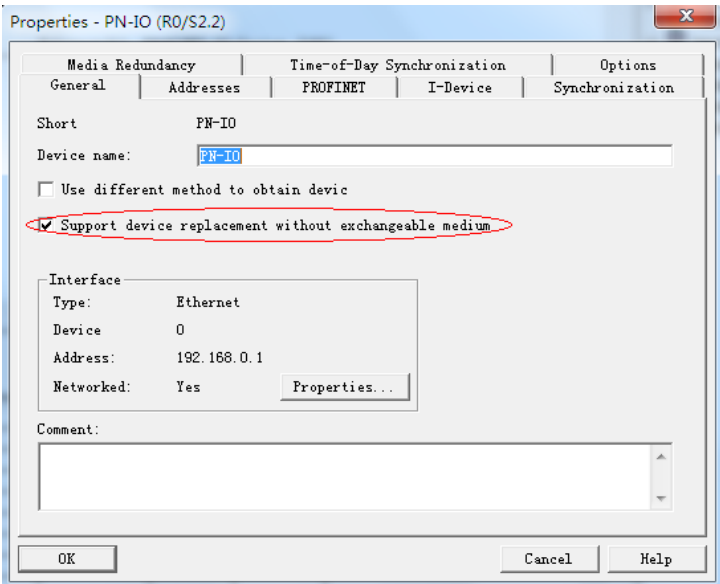 Properties - PN-IO (R0/S2.2)
Media Redundancy Time-of-Day Synchronization Options
General Addresses PROFINET I-Device Synchronization
Short PN-IO
Device name: PN-IO
Use different method to obtain devic
Support device replacement without exchangeable medium
Interface
Type: Ethernet
Device 0
Address: 192.168.0.1
Networked: Yes Properties...
Comment:
OK Cancel Help